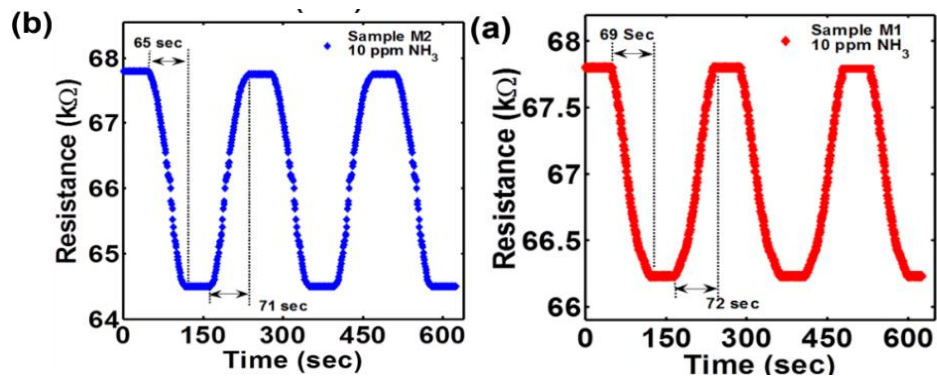 (b)
Sample M2
10 ppm NH3
65 sec
71 sec
68
67
66
65
64
Resistance (kΩ)
0 150 300 450 600
Time (sec)
(a)
Sample M1
10 ppm NH3
69 Sec
72 sec
68
67.5
67
66.5
66
Resistance (kΩ)
0 150 300 450 600
Time (sec)